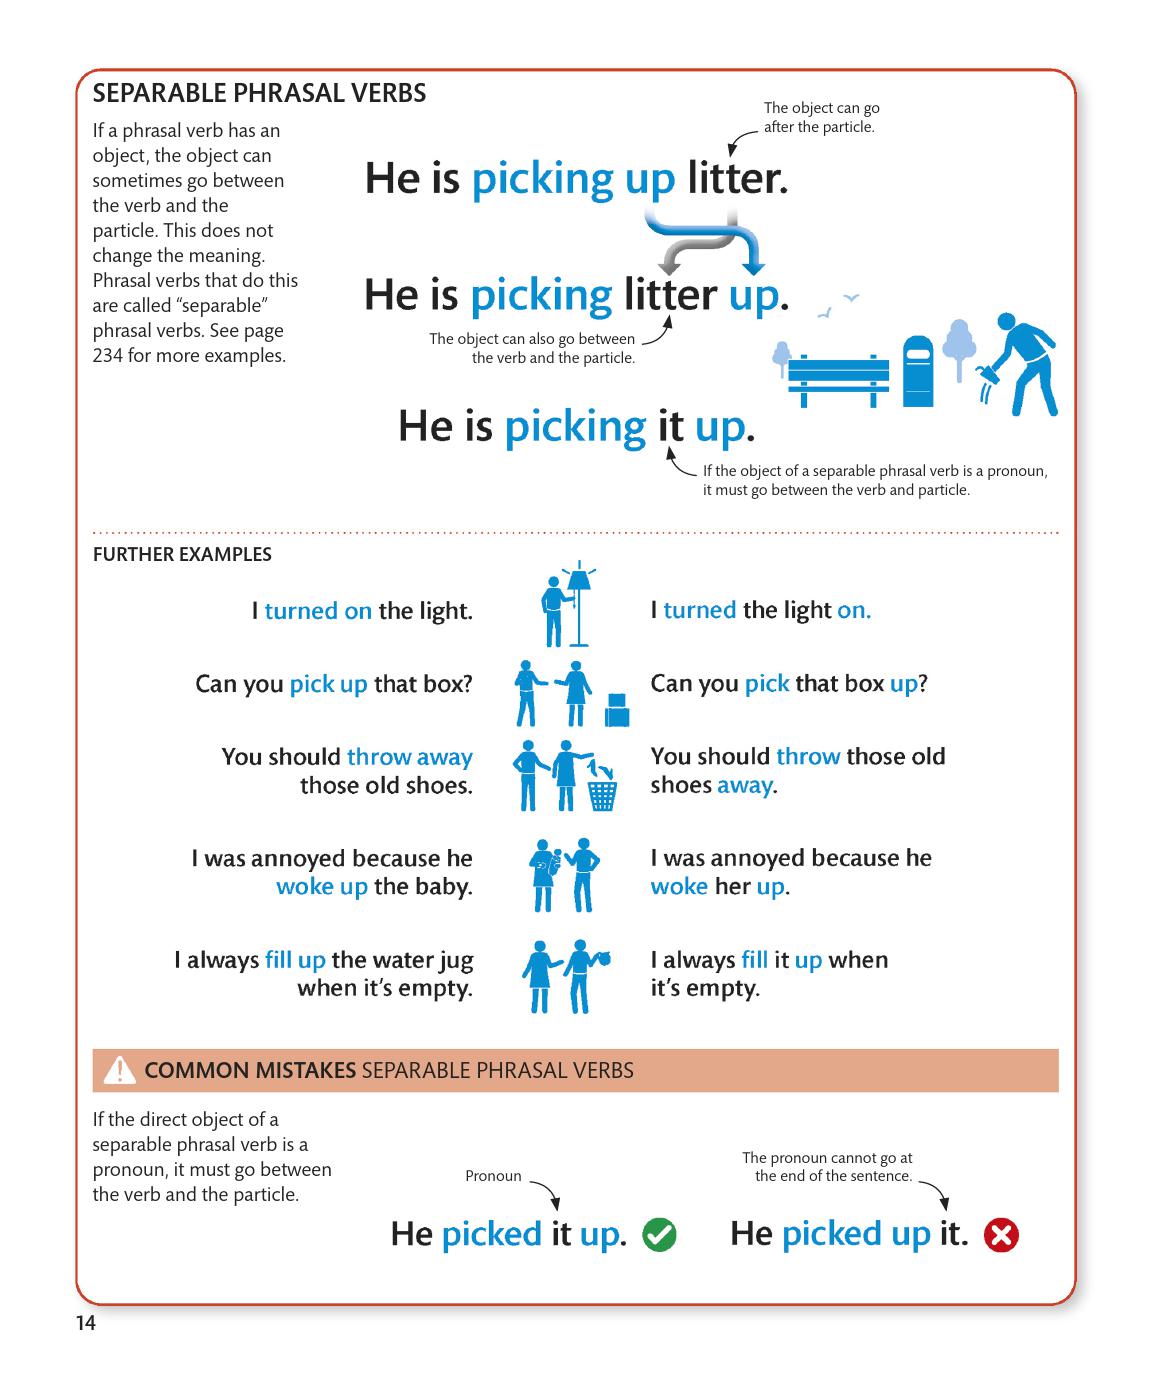 SEPARABLE PHRASAL VERBS
If a phrasal verb has an
object, the object can
sometimes go between
the verb and the
particle. This does not
change the meaning.
Phrasal verbs that do this
are called “separable”
phrasal verbs. See page
234 for more examples.
The object can go
after the particle.
He is picking up litter.
He is picking litter up.
The object can also go between
the verb and the particle.
He is picking it up.
If the object of a separable phrasal verb is a pronoun,
it must go between the verb and particle.
FURTHER EXAMPLES
I turned on the light.
I turned the light on.
Can you pick up that box?
Can you pick that box up?
You should throw away
those old shoes.
You should throw those old
shoes away.
I was annoyed because he
woke up the baby.
I was annoyed because he
woke her up.
I always fill up the water jug
when it’s empty.
I always fill it up when
it’s empty.
COMMON MISTAKES SEPARABLE PHRASAL VERBS
If the direct object of a
separable phrasal verb is a
pronoun, it must go between
the verb and the particle.
Pronoun
He picked it up.
The pronoun cannot go at
the end of the sentence.
He picked up it.
14